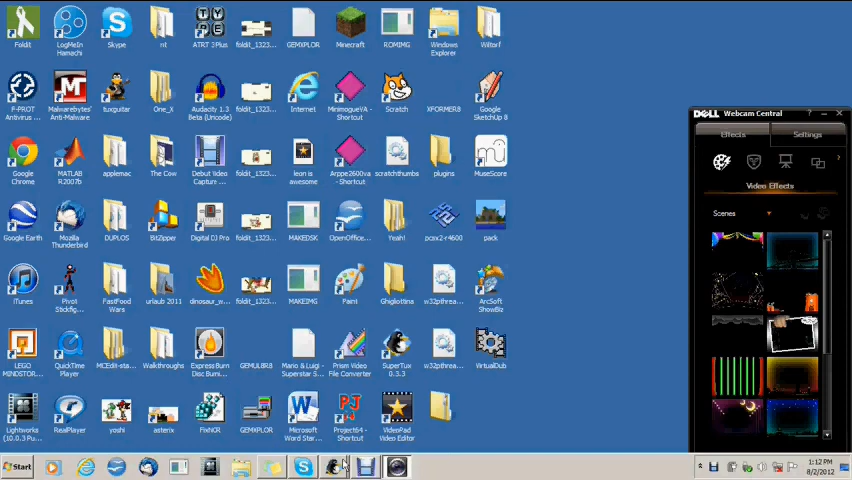 Foldit
LogMeIn
Hamachi
Skype
nt
ATRT 2Plus
foldit_1323...
GEMXPLOR
Minecraft
ROMIMG
Windows
Explorer
Wiltorf
DELL Webcam Central
Effects
Settings
Video Effects
Scenes
F-PROT
Antivirus ...
Malwarebytes'
Anti-Malware
tuxguitar
One_X
Audacity 1.3
Beta (Unicode)
foldit_1323...
Internet
MinimogueVA -
Shortcut
Scratch
XFORMER8
Google
SketchUp 8
Google
Chrome
MATLAB
R2007b
applemac
The Cow
Debut Video
Capture ...
foldit_1323...
leon is
awesome
Arppe2600va
- Shortcut
scratchthumbs
plugins
MuseScore
Google Earth
Mozilla
Thunderbird
DUPLOS
BitZipper
Digital DJ Pro
foldit_1323...
MAKEDSK
OpenOffice...
Yeah!
pcsx2-r4600
pack
iTunes
Pivot
Stickfig...
FastFood
Wars
urlaub 2011
dinosaur_w...
foldit_1323...
MAKEIMG
Paint
Ghigliottina
w32pthrea...
ArcSoft
ShowBiz
LEGO
MINDSTOR...
QuickTime
Player
MCEdit-sta...
Walkthroughs
Express Burn
Disc Burn...
GEMUL8R8
Mario & Luigi -
Superstar S...
Prism Video
File Converter
SuperTux
0.3.3
w32pthrea...
VirtualDub
Lightworks
(10.0.3 Pu...
RealPlayer
yoshi
asterix
FixNCR
GEMXPLOR
Microsoft
Word Star...
Project64 -
Shortcut
VideoPad
Video Editor
Start
1:12 PM
8/2/2012